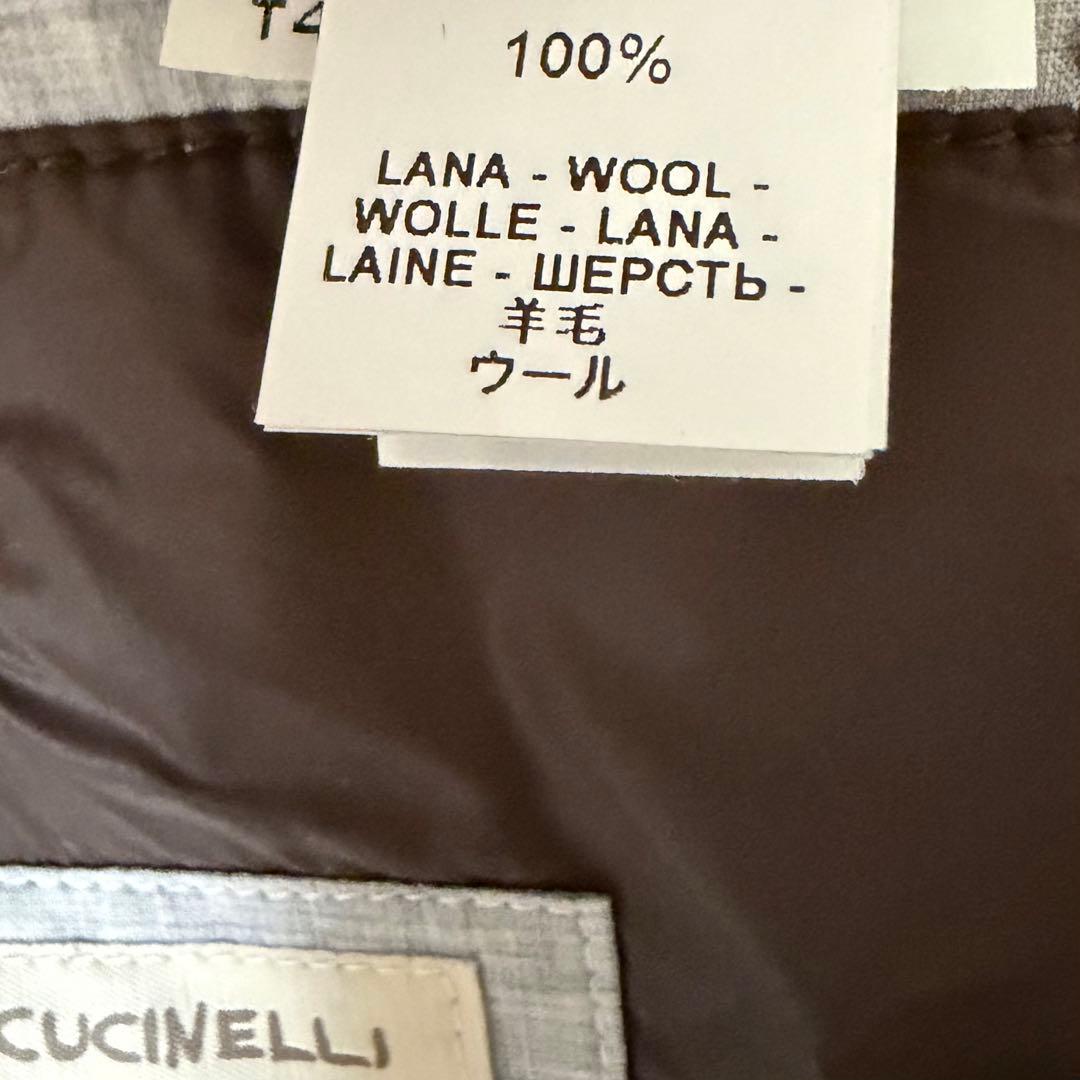 100%
LANA - WOOL -
WOLLE - LANA -
LAINE - ШЕРСТЬ -
羊毛
ウール
CUCINELLI